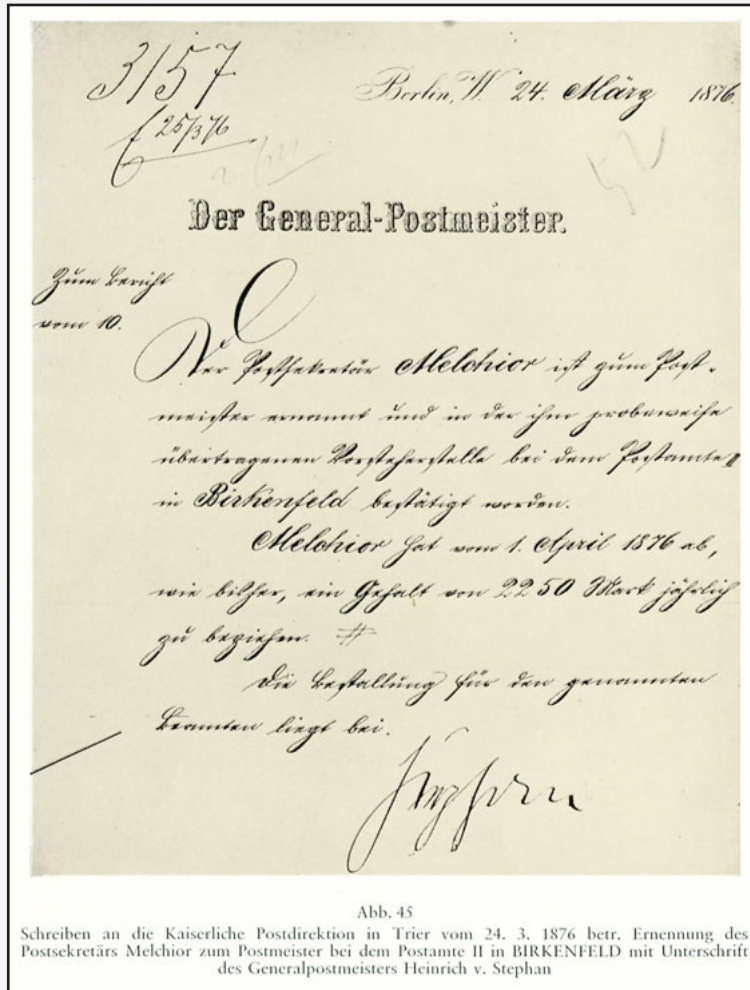 3157
25/3 76
Berlin, W. 24. März 1876.
Der General-Postmeister.
Zum Bericht
vom 10.
Der Postsekretär Melchior ist zum Post-
meister ernannt und in der ihm probeweise
übertragenen Vorsteherstelle bei dem Postamte II
in Birkenfeld bestätigt worden.
Melchior hat vom 1. April 1876 ab,
wie bisher, ein Gehalt von 2250 Mark jährlich
zu beziehen.
Die Bestallung für den genannten
Beamten liegt bei.
Stephan
Abb. 45
Schreiben an die Kaiserliche Postdirektion in Trier vom 24. 3. 1876 betr. Ernennung des
Postsekretärs Melchior zum Postmeister bei dem Postamte II in BIRKENFELD mit Unterschrift
des Generalpostmeisters Heinrich v. Stephan